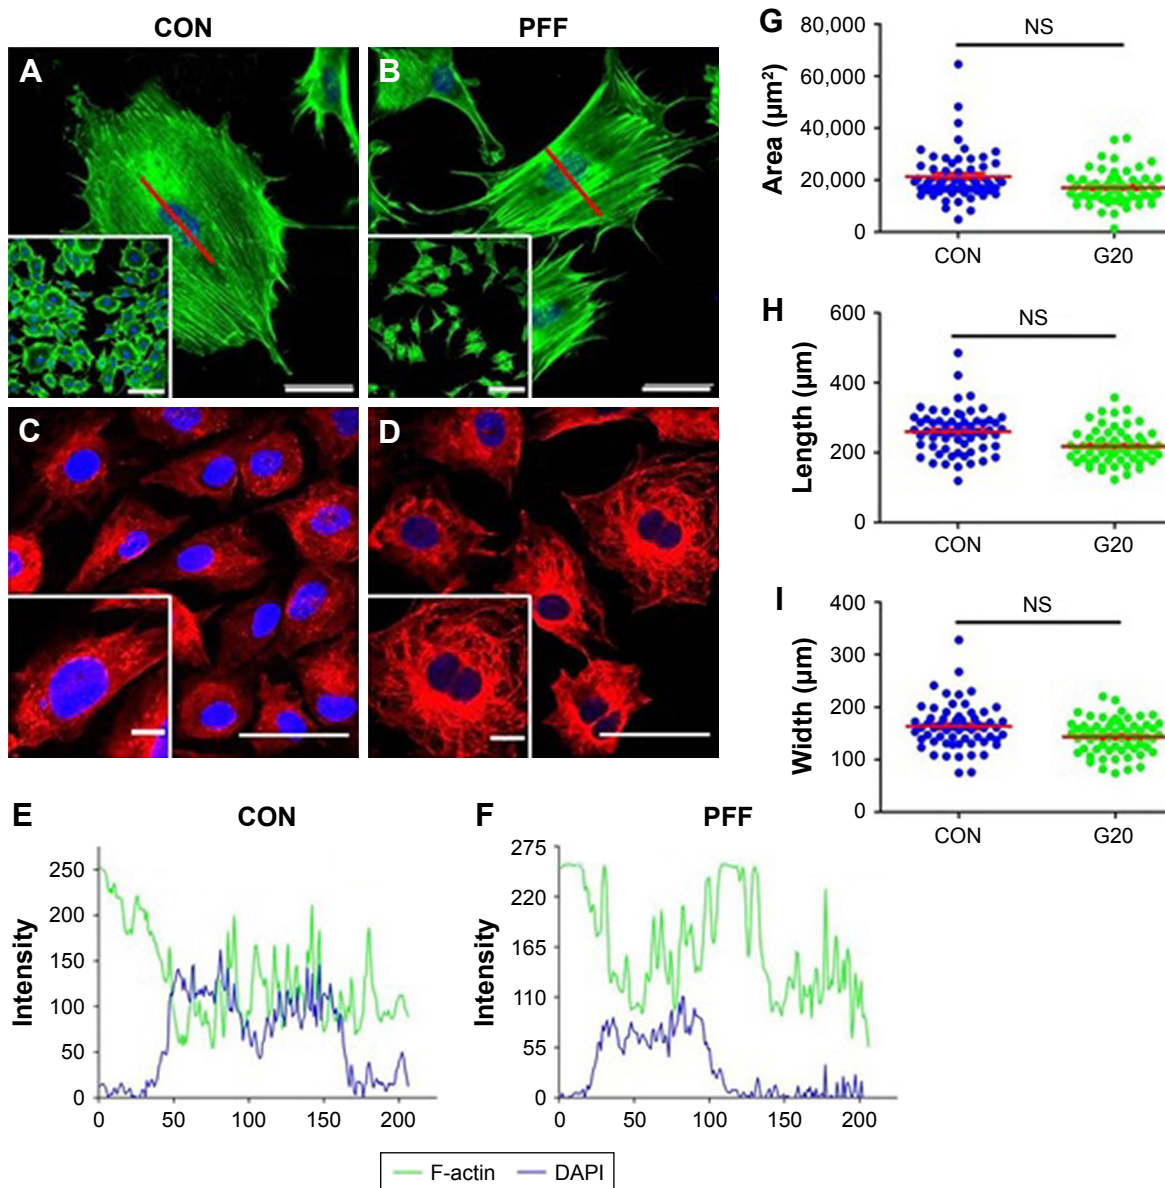 CON
PFF
A
B
C
D
G
Area (µm²)
80,000
60,000
40,000
20,000
0
NS
CON
G20
H
Length (µm)
600
400
200
0
NS
CON
G20
I
Width (µm)
400
300
200
100
0
NS
CON
G20
E
CON
Intensity
250
200
150
100
50
0
0
50
100
150
200
F
PFF
Intensity
275
220
165
110
55
0
0
50
100
150
200
F-actin
DAPI